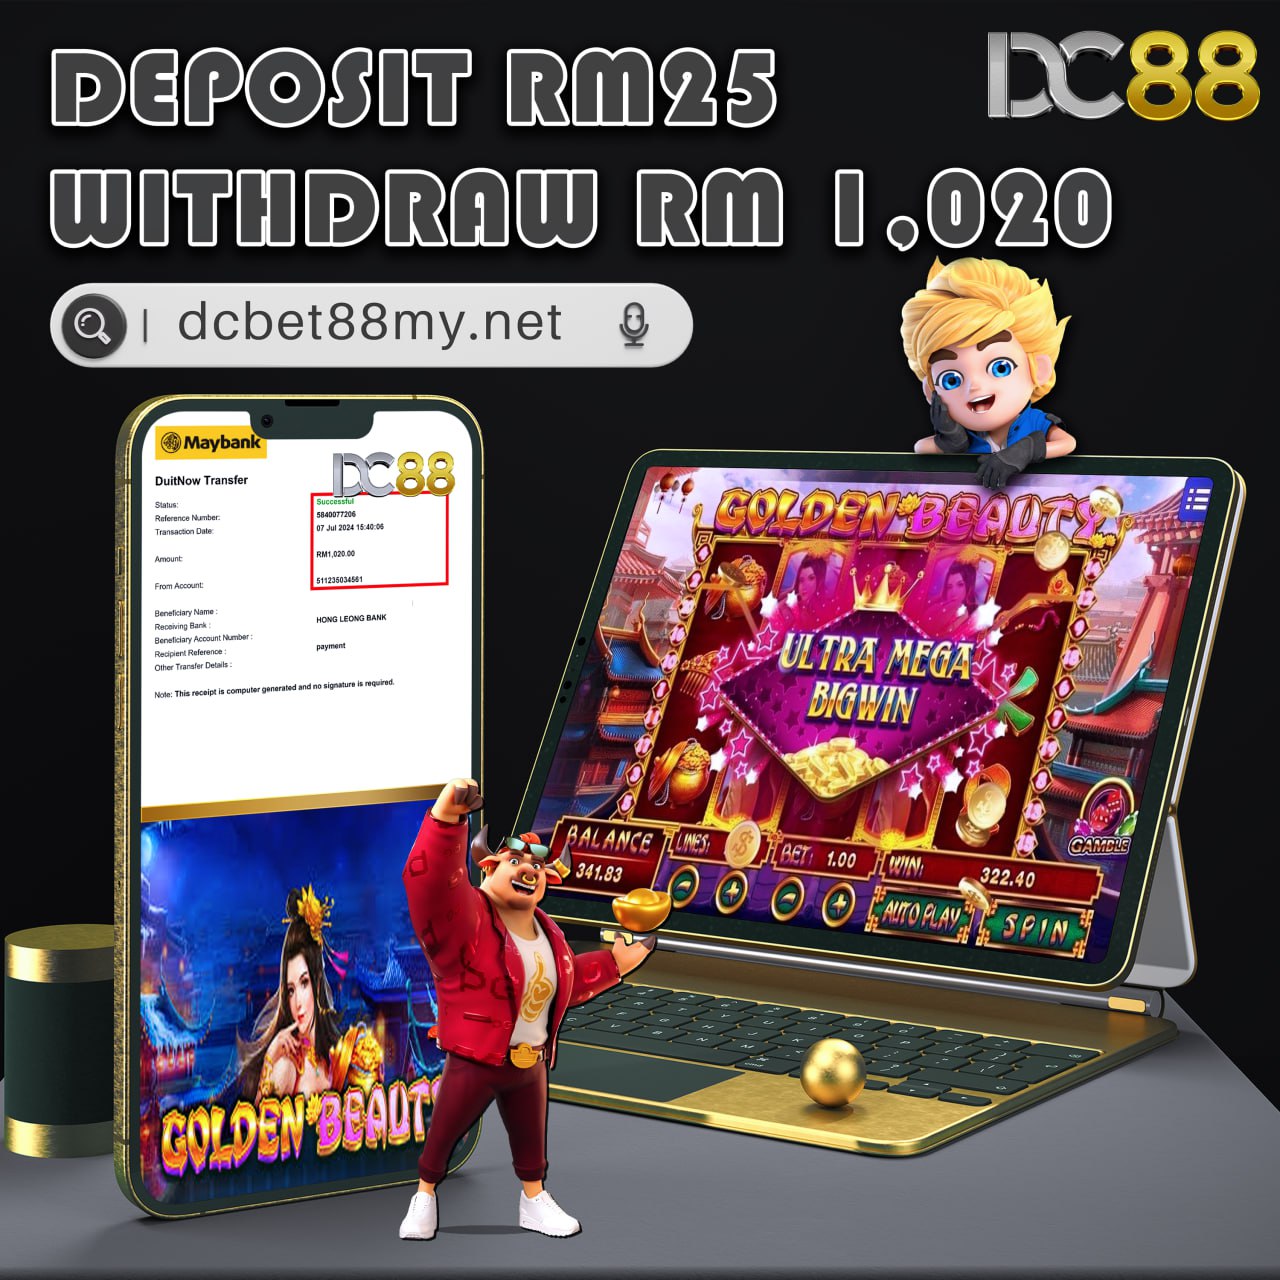 DEPOSIT RM25
DC88
WITHDRAW RM 1,020
dcbet88my.net
Maybank
DC88
DuitNow Transfer
Status: Successful
Reference Number: 5840077206
Transaction Date: 07 Jul 2024 15:40:06
Amount: RM1,020.00
From Account: 511235034561
Beneficiary Name :
Receiving Bank : HONG LEONG BANK
Beneficiary Account Number :
Recipient Reference : payment
Other Transfer Details :
Note: This receipt is computer generated and no signature is required.
GOLDEN BEAUTY
GOLDEN BEAUTY
ULTRA MEGA
BIGWIN
GAMBLE
BALANCE
341.83
LINES:
BET: 1.00
WIN: 322.40
AUTO PLAY
SPIN